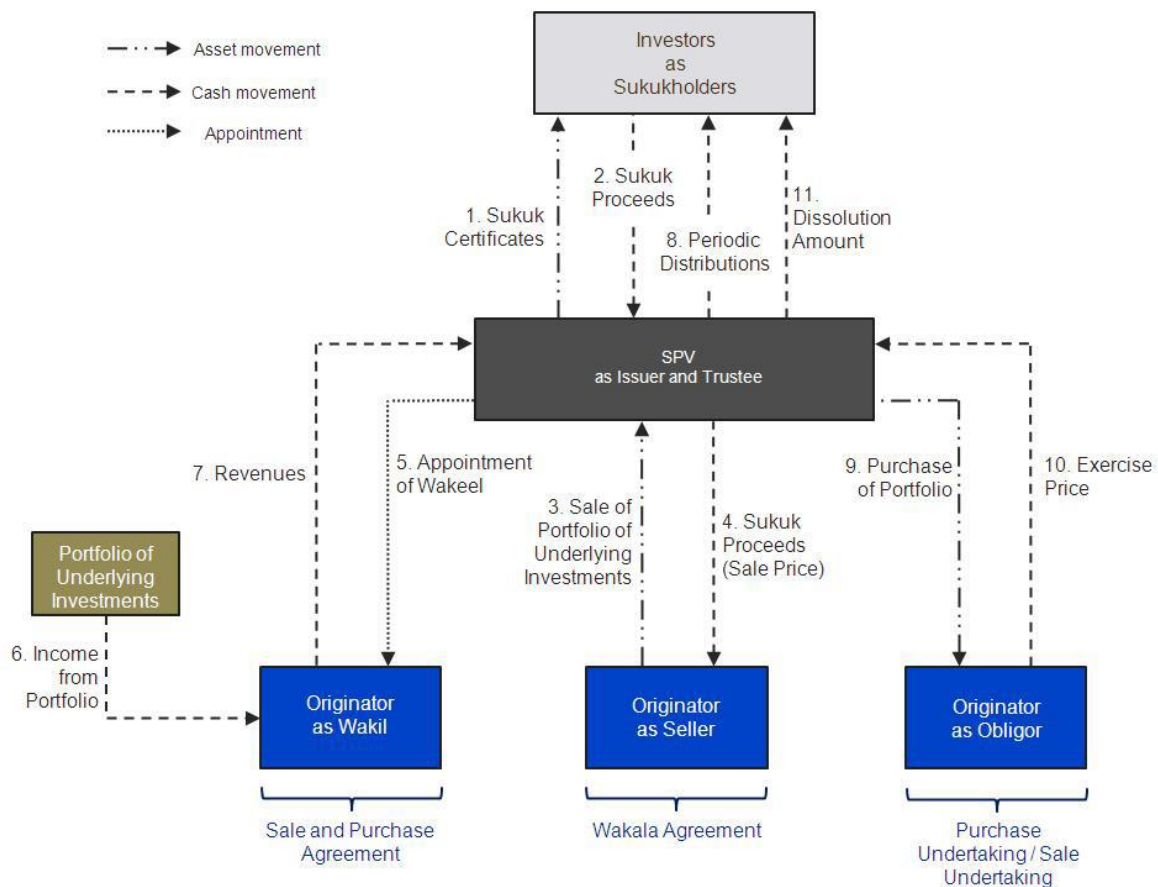 Asset movement
Cash movement
Appointment
Investors
as
Sukukholders
1. Sukuk
Certificates
2. Sukuk
Proceeds
8. Periodic
Distributions
11.
Dissolution
Amount
SPV
as Issuer and Trustee
7. Revenues
5. Appointment
of Wakeel
3. Sale of
Portfolio of
Underlying
Investments
4. Sukuk
Proceeds
(Sale Price)
9. Purchase
of Portfolio
10. Exercise
Price
Portfolio of
Underlying
Investments
6. Income
from
Portfolio
Originator
as Wakil
Originator
as Seller
Originator
as Obligor
Sale and Purchase
Agreement
Wakala Agreement
Purchase
Undertaking / Sale
Undertaking